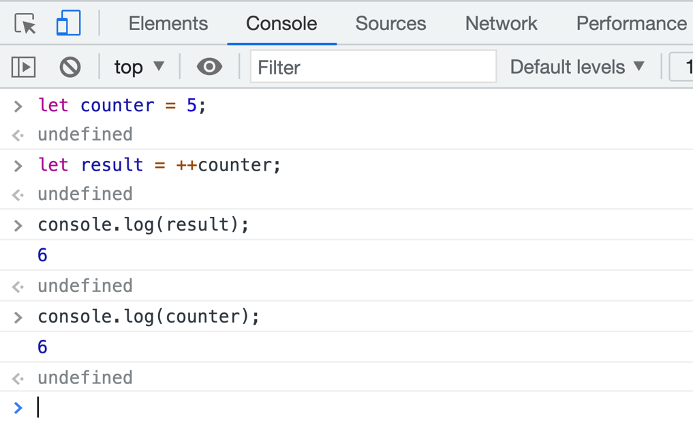 Elements Console Sources Network Performance
top ▼ Filter Default levels ▼ 1
> let counter = 5;
<· undefined
> let result = ++counter;
<· undefined
> console.log(result);
6
<· undefined
> console.log(counter);
6
<· undefined
>